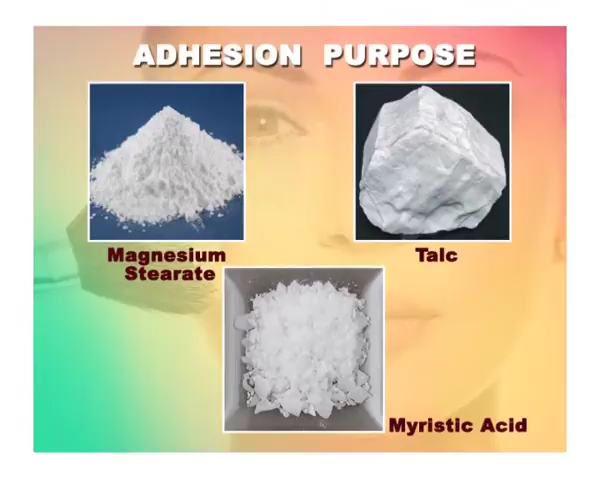 ADHESION PURPOSE
Magnesium
Stearate
Talc
Myristic Acid